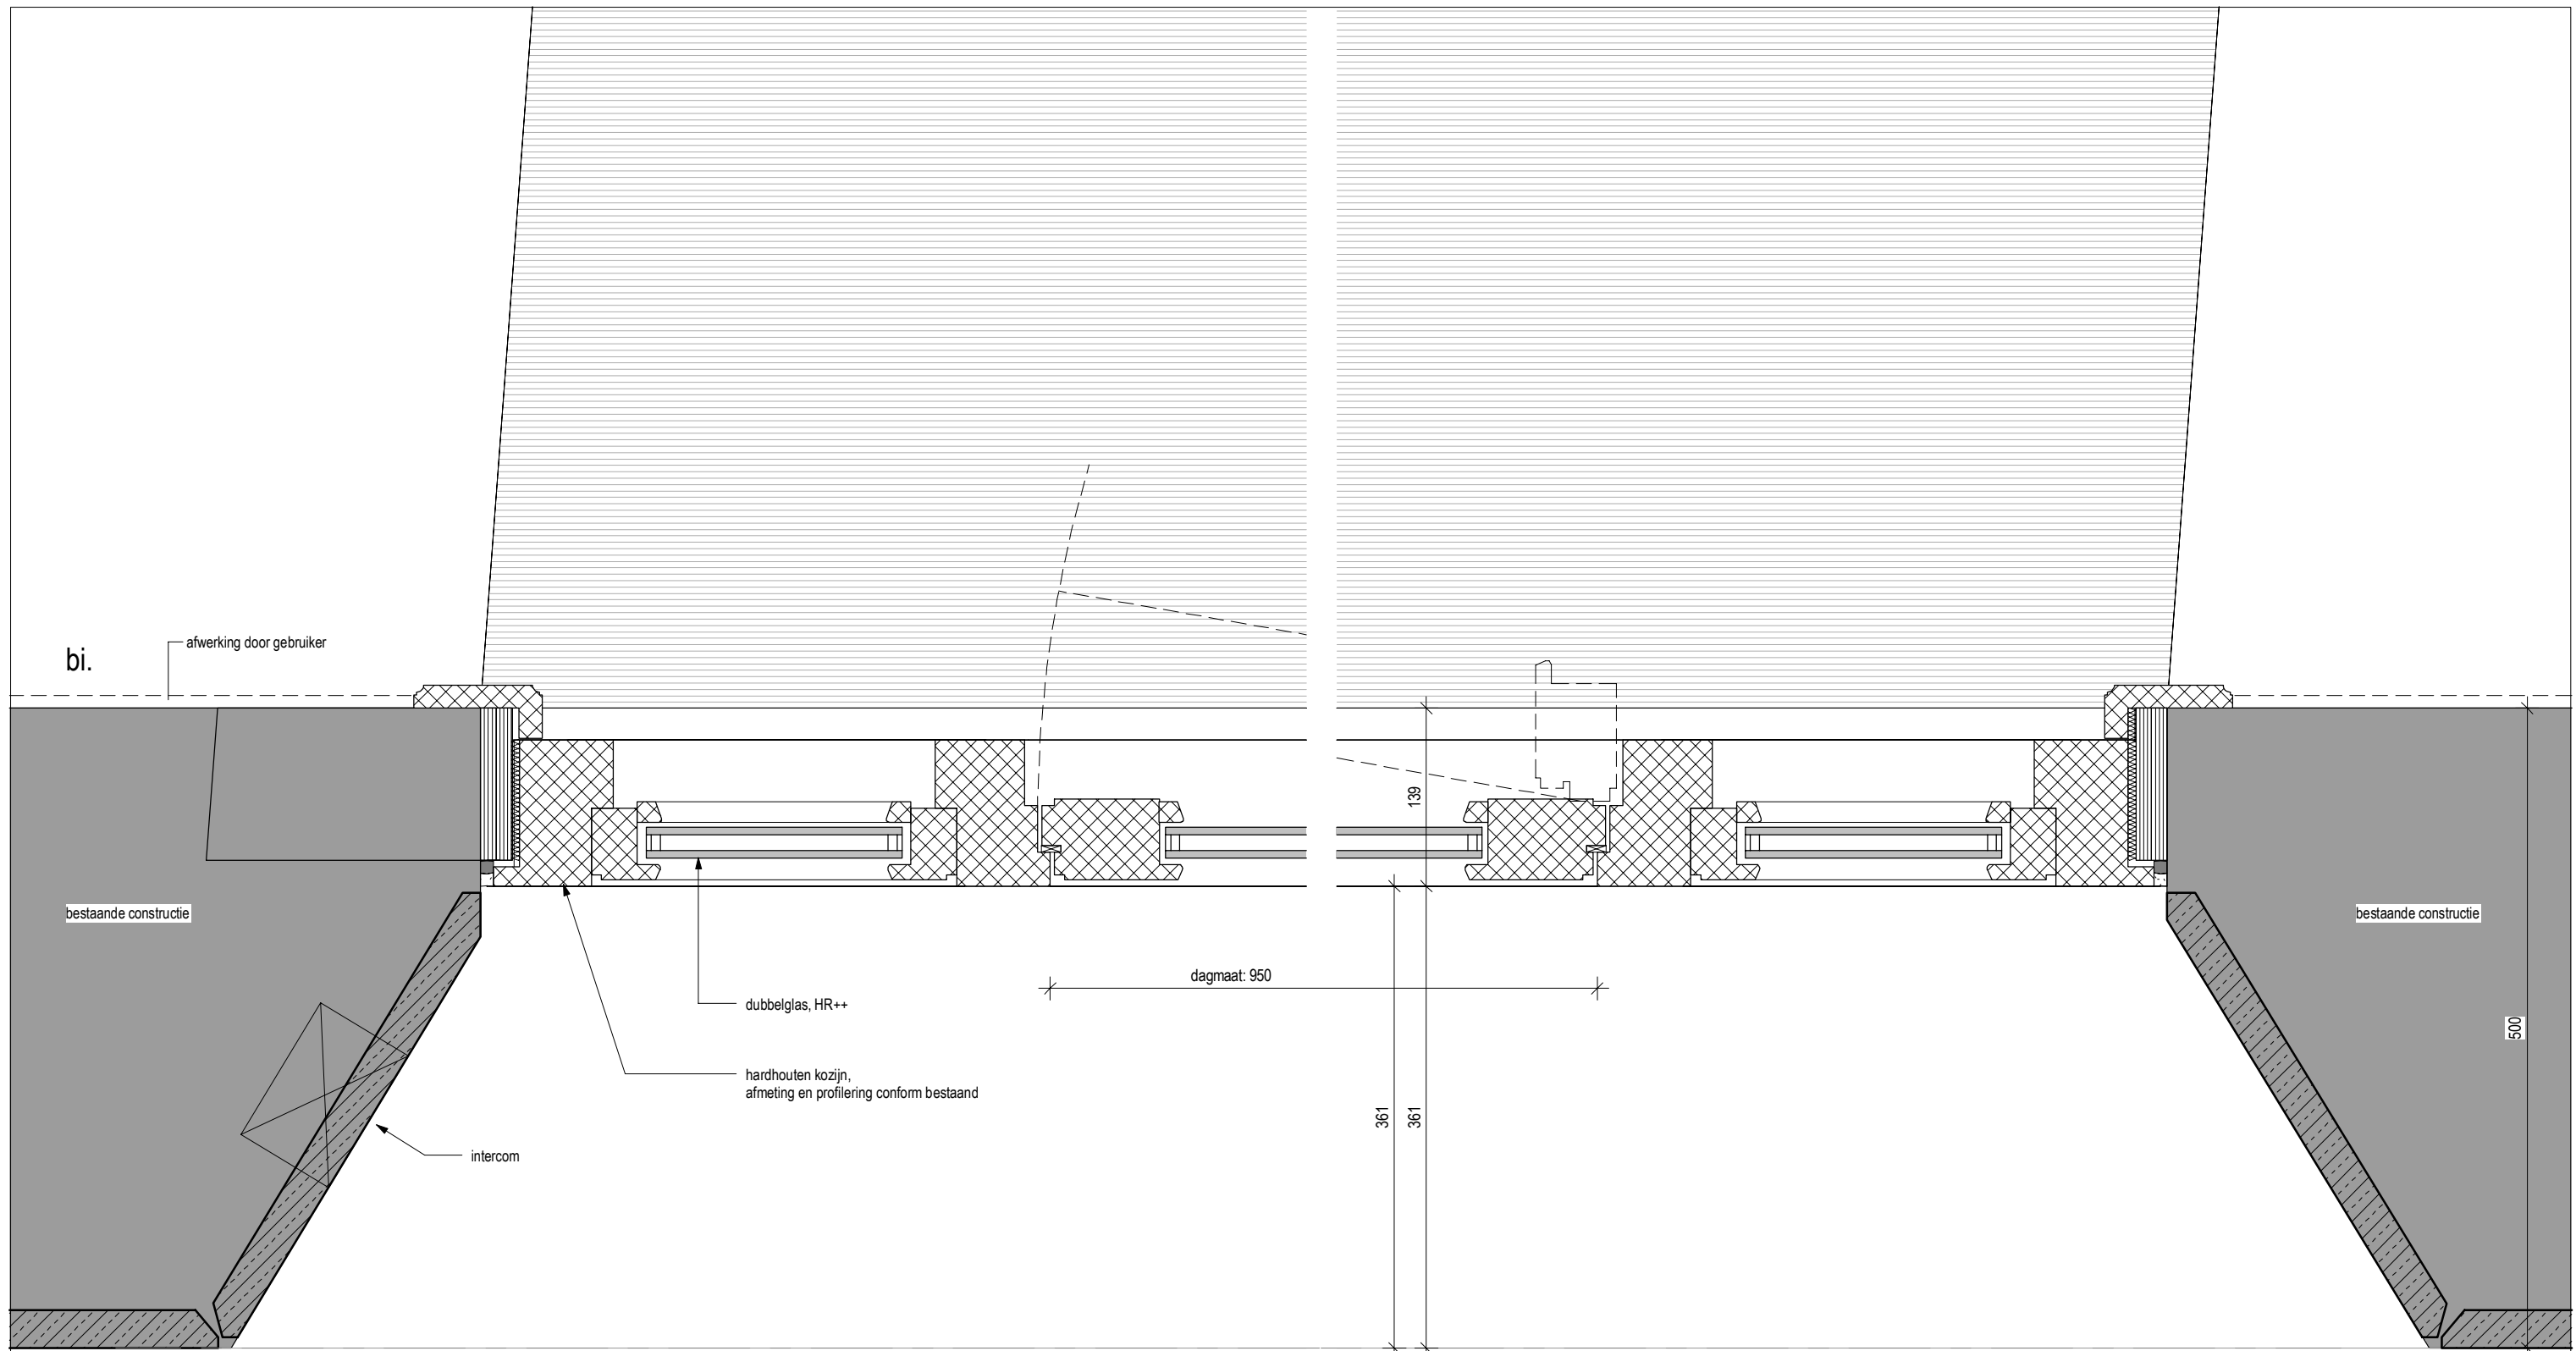 afwerking door gebruiker
bi.
139
bestaande constructie
bestaande constructie
dagmaat: 950
dubbelglas, HR++
500
hardhouten kozijn,
afmeting en profilering conform bestaand
361
361
intercom